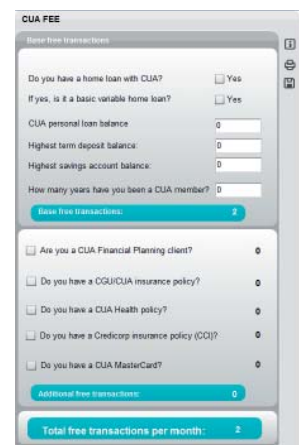 CUA FEE
Base free transactions
Do you have a home loan with CUA? Yes
If yes, is it a basic variable home loan? Yes
CUA personal loan balance 0
Highest term deposit balance: 0
Highest savings account balance: 0
How many years have you been a CUA member? 0
Base free transactions: 2
Are you a CUA Financial Planning client? 0
Do you have a CGU/CUA insurance policy? 0
Do you have a CUA Health policy? 0
Do you have a Credicorp insurance policy (CCI)? 0
Do you have a CUA MasterCard? 0
Additional free transactions: 0
Total free transactions per month: 2